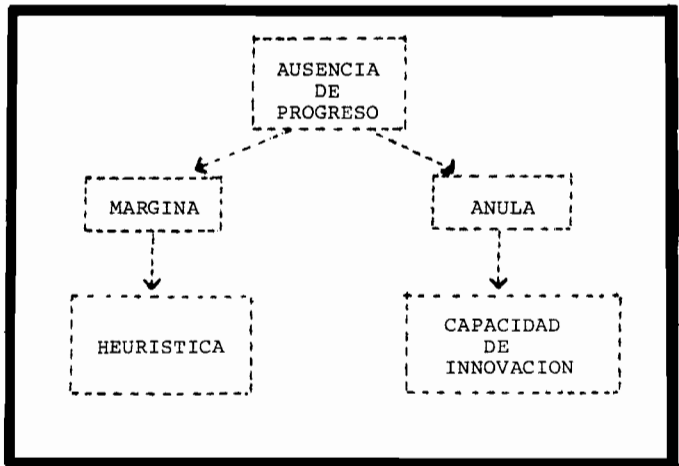 AUSENCIA
DE
PROGRESO
MARGINA
ANULA
HEURISTICA
CAPACIDAD
DE
INNOVACION